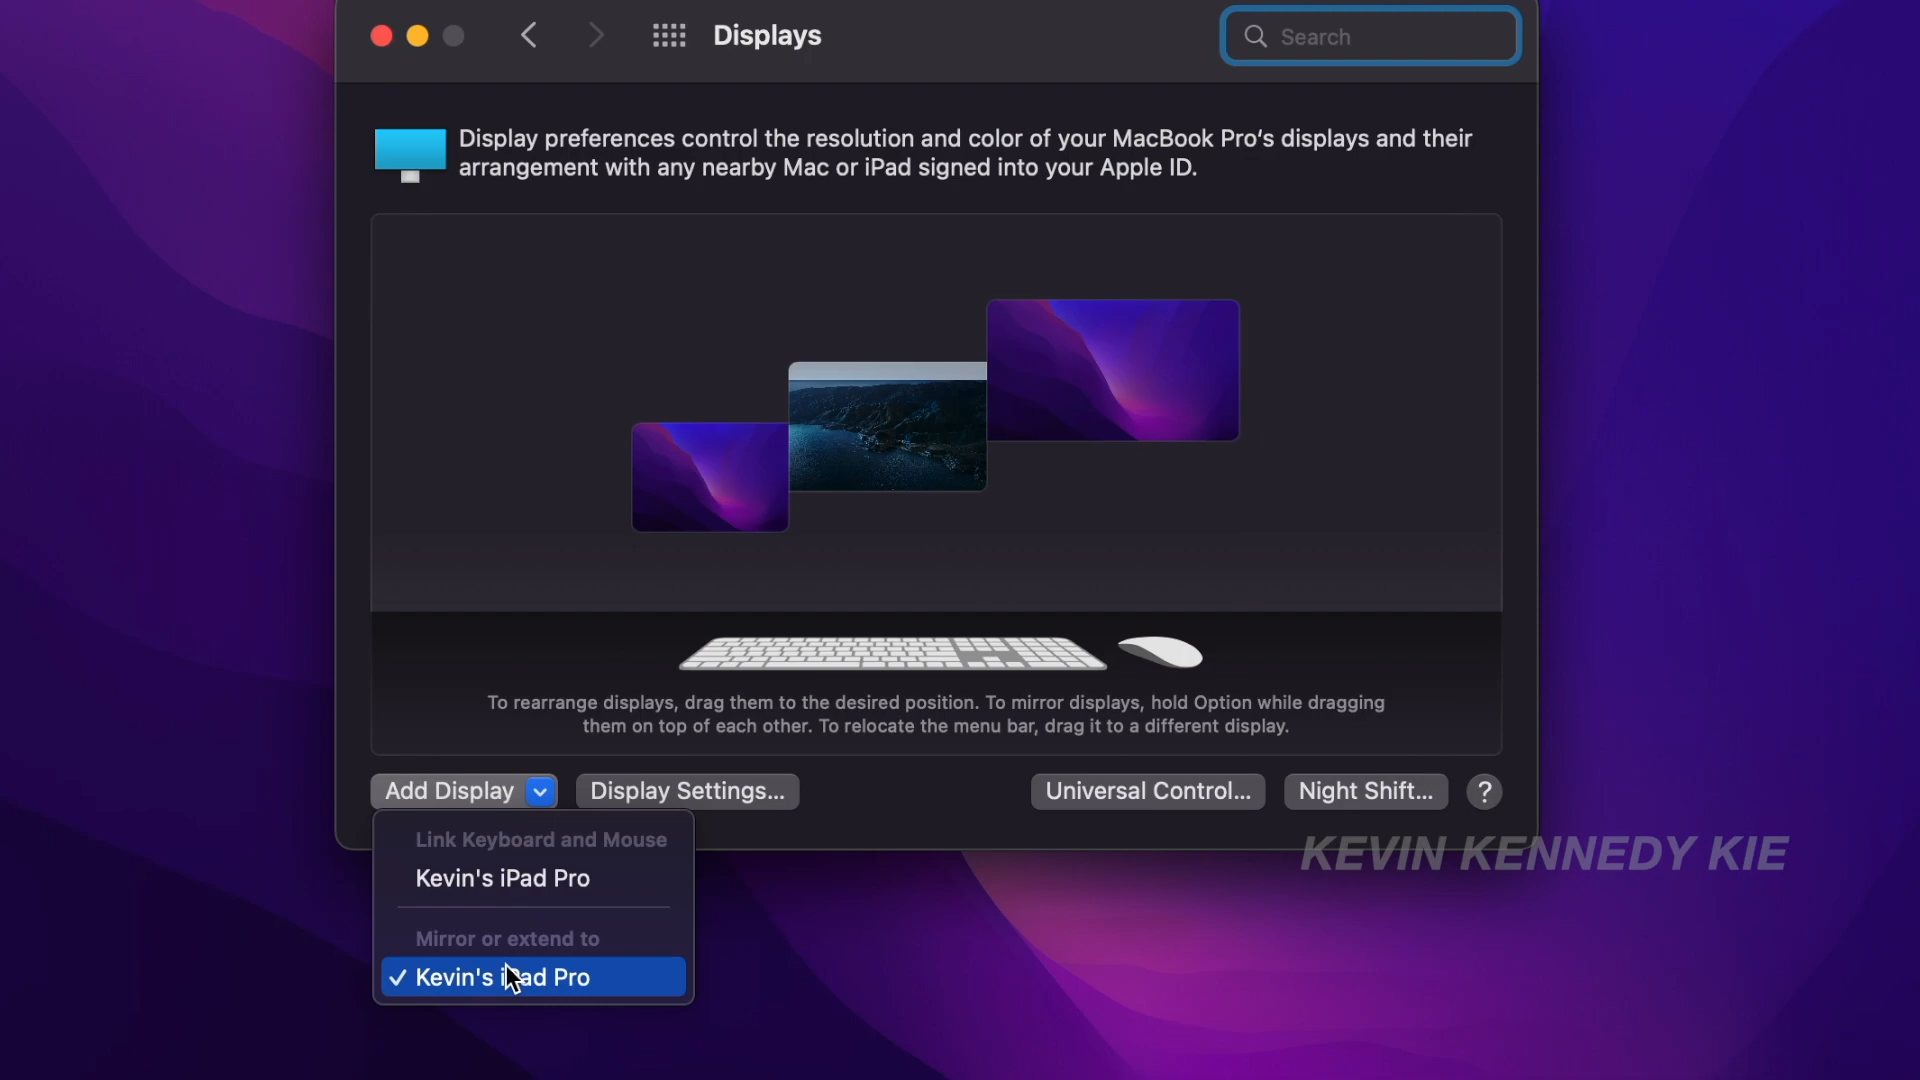 Displays
Search
Display preferences control the resolution and color of your MacBook Pro's displays and their
arrangement with any nearby Mac or iPad signed into your Apple ID.
To rearrange displays, drag them to the desired position. To mirror displays, hold Option while dragging
them on top of each other. To relocate the menu bar, drag it to a different display.
Add Display
Display Settings...
Universal Control...
Night Shift...
?
Link Keyboard and Mouse
Kevin's iPad Pro
Mirror or extend to
Kevin's iPad Pro
KEVIN KENNEDY KIE